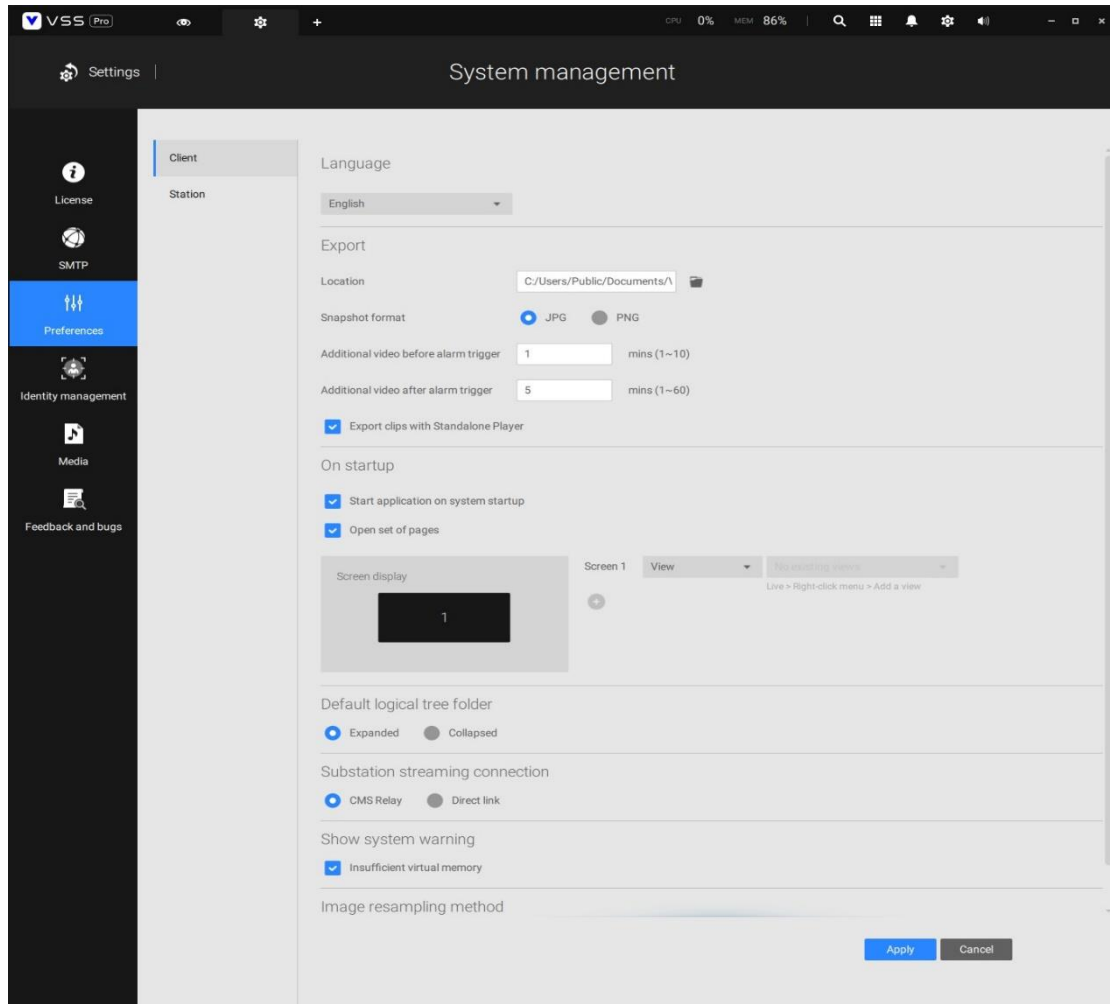 VSS Pro
CPU 0% MEM 86%
Settings
System management
License
SMTP
Preferences
Identity management
Media
Feedback and bugs
Client
Station
Language
English
Export
Location C:/Users/Public/Documents/\
Snapshot format JPG PNG
Additional video before alarm trigger 1 mins (1~10)
Additional video after alarm trigger 5 mins (1~60)
Export clips with Standalone Player
On startup
Start application on system startup
Open set of pages
Screen display
1
Screen 1 View No existing views
Live > Right-click menu > Add a view
Default logical tree folder
Expanded Collapsed
Substation streaming connection
CMS Relay Direct link
Show system warning
Insufficient virtual memory
Image resampling method
Apply Cancel